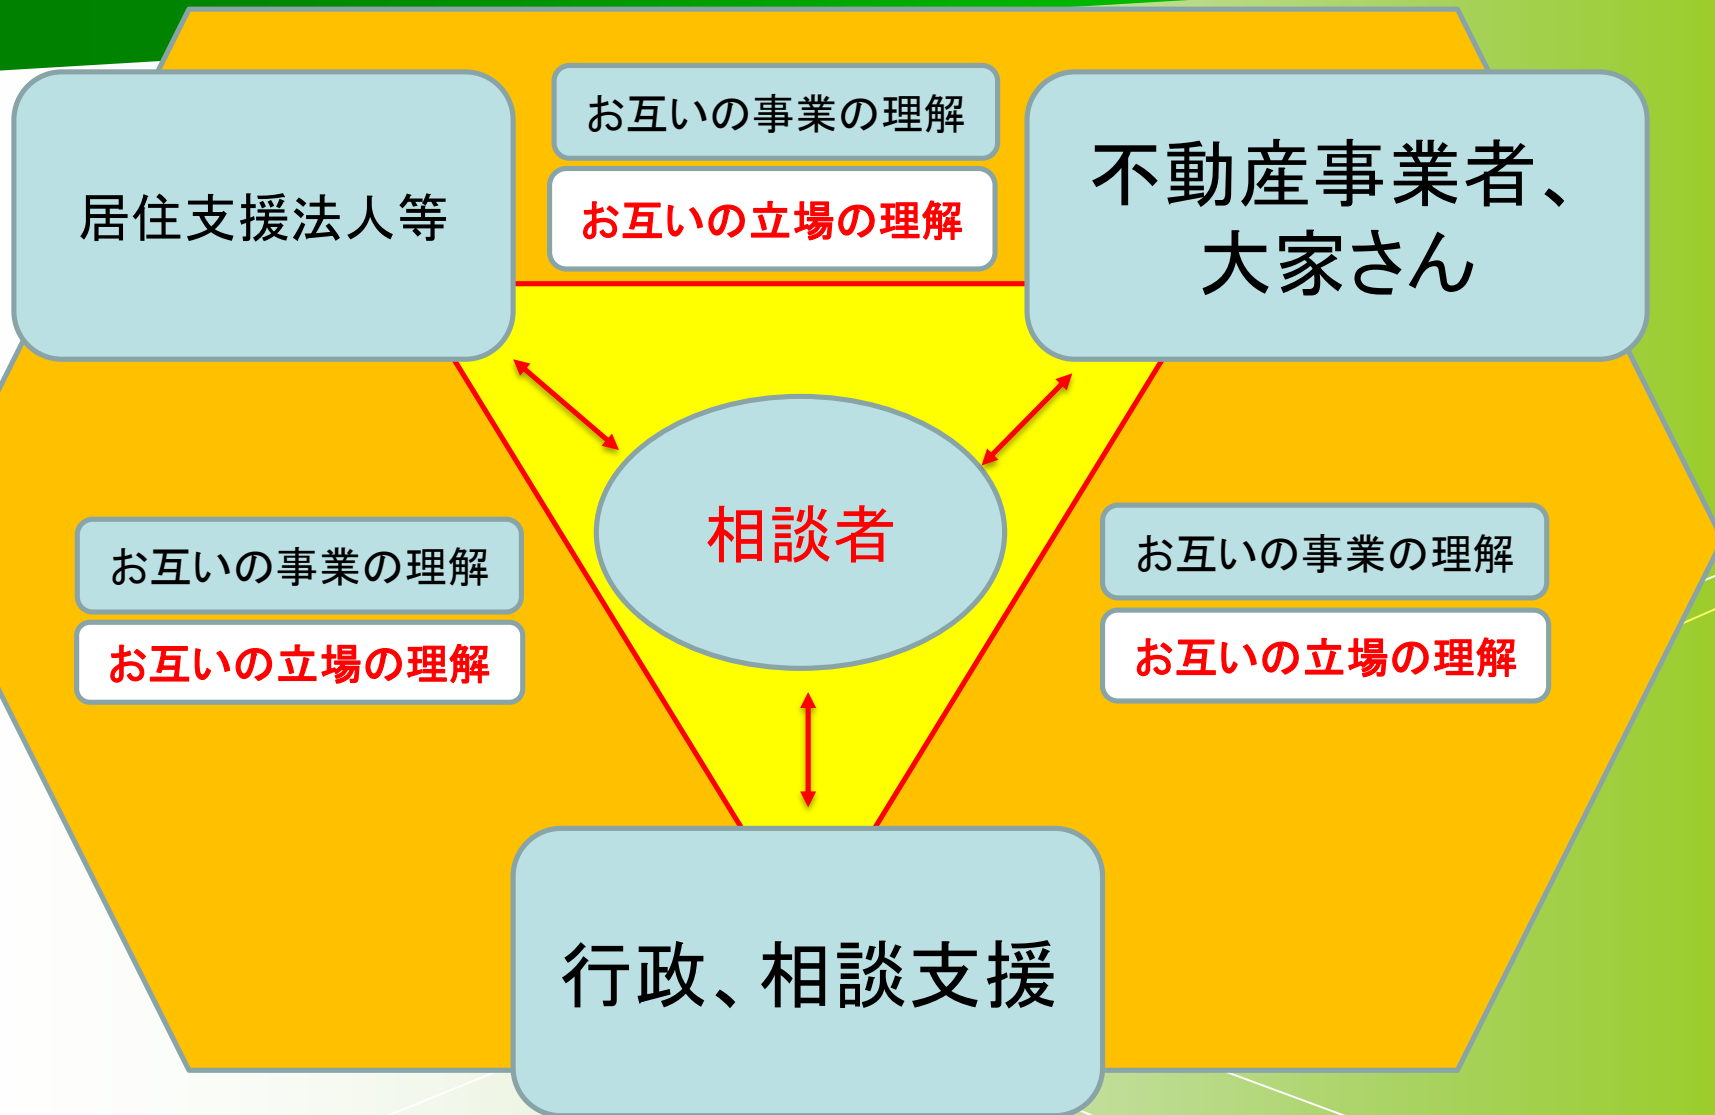 お互いの事業の理解
お互いの立場の理解
居住支援法人等
不動産事業者、
大家さん
相談者
お互いの事業の理解
お互いの立場の理解
お互いの事業の理解
お互いの立場の理解
行政、相談支援